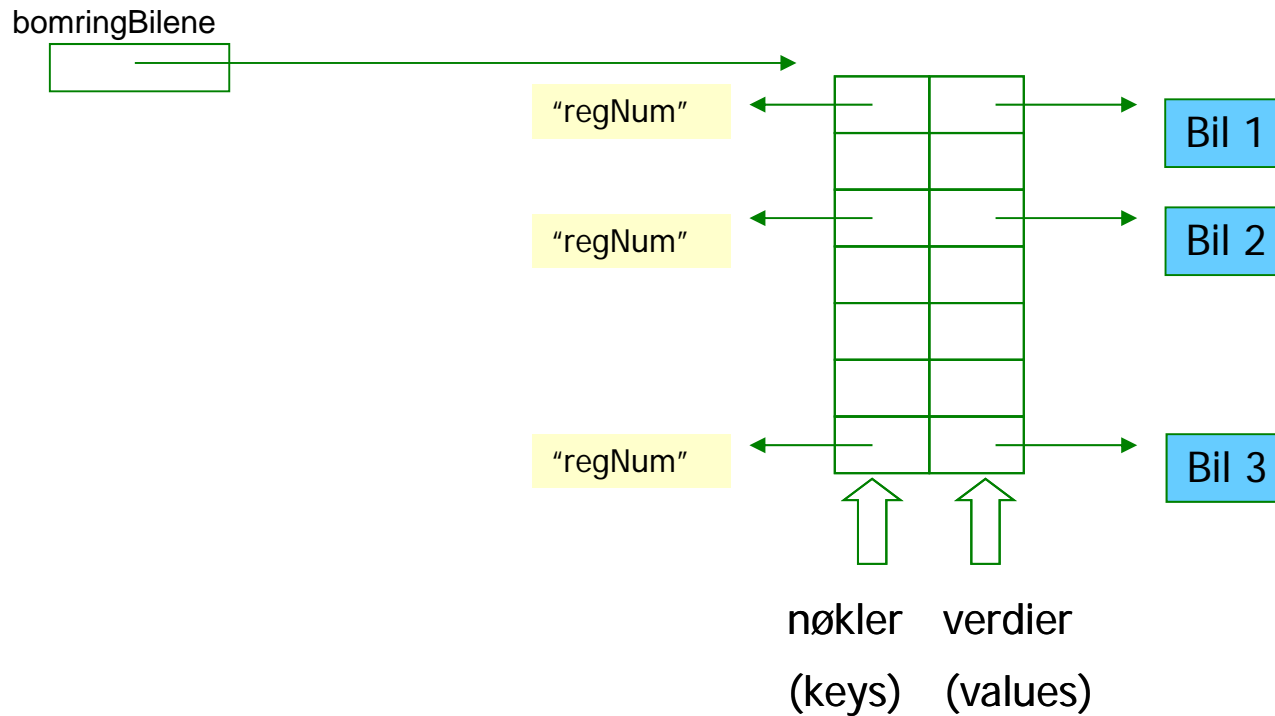 bomringBilene
“regNum”
Bil 1
“regNum”
Bil 2
“regNum”
Bil 3
nøkler verdier
(keys) (values)